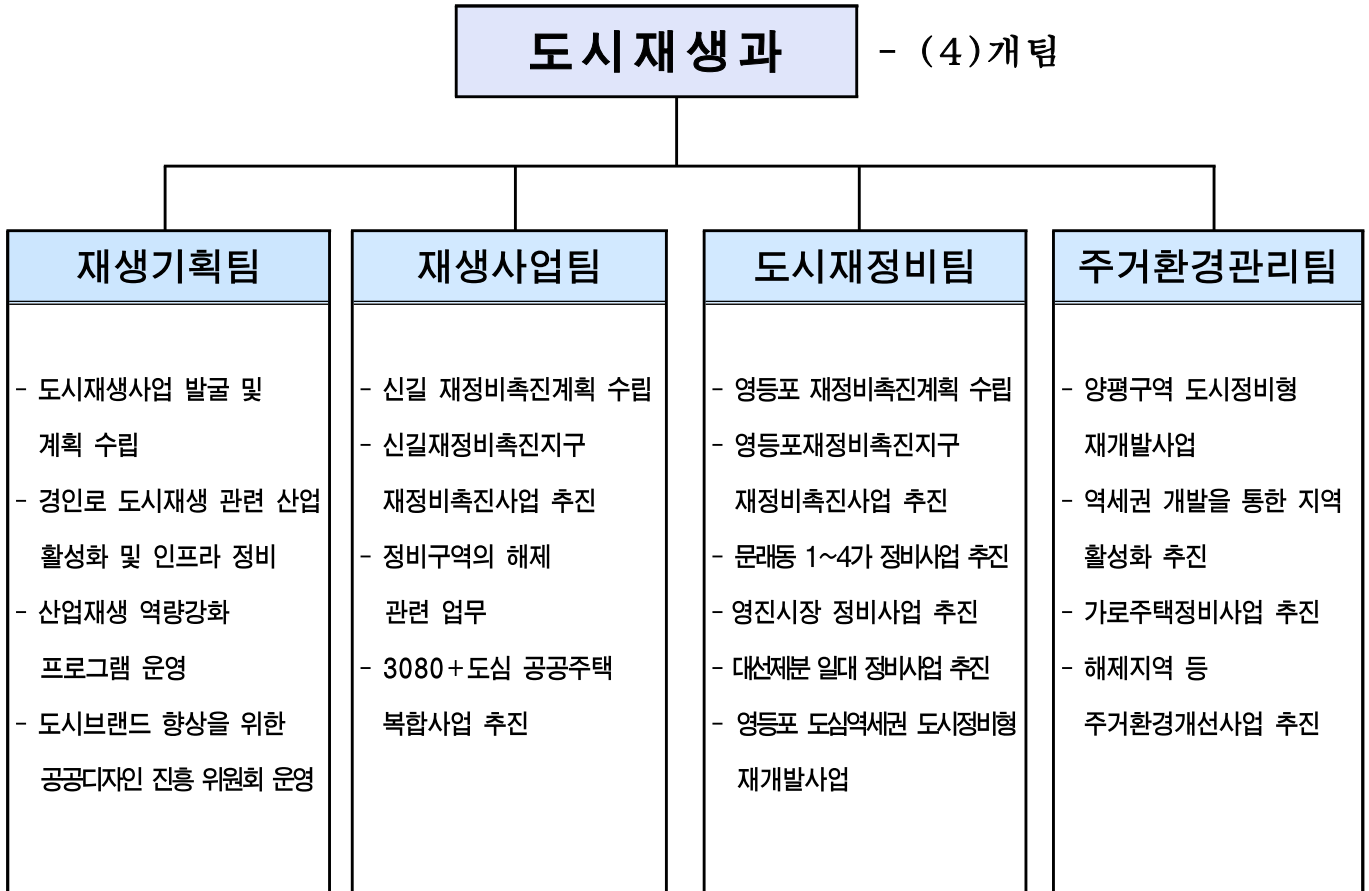 도시재생과 - (4)개팀
재생기획팀
- 도시재생사업 발굴 및
계획 수립
- 경인로 도시재생 관련 산업
활성화 및 인프라 정비
- 산업재생 역량강화
프로그램 운영
- 도시브랜드 향상을 위한
공공디자인 진흥 위원회 운영
재생사업팀
- 신길 재정비촉진계획 수립
- 신길재정비촉진지구
재정비촉진사업 추진
- 정비구역의 해제
관련 업무
- 3080+도심 공공주택
복합사업 추진
도시재정비팀
- 영등포 재정비촉진계획 수립
- 영등포재정비촉진지구
재정비촉진사업 추진
- 문래동 1~4가 정비사업 추진
- 영진시장 정비사업 추진
- 대선제분 일대 정비사업 추진
- 영등포 도심역세권 도시정비형
재개발사업
주거환경관리팀
- 양평구역 도시정비형
재개발사업
- 역세권 개발을 통한 지역
활성화 추진
- 가로주택정비사업 추진
- 해제지역 등
주거환경개선사업 추진